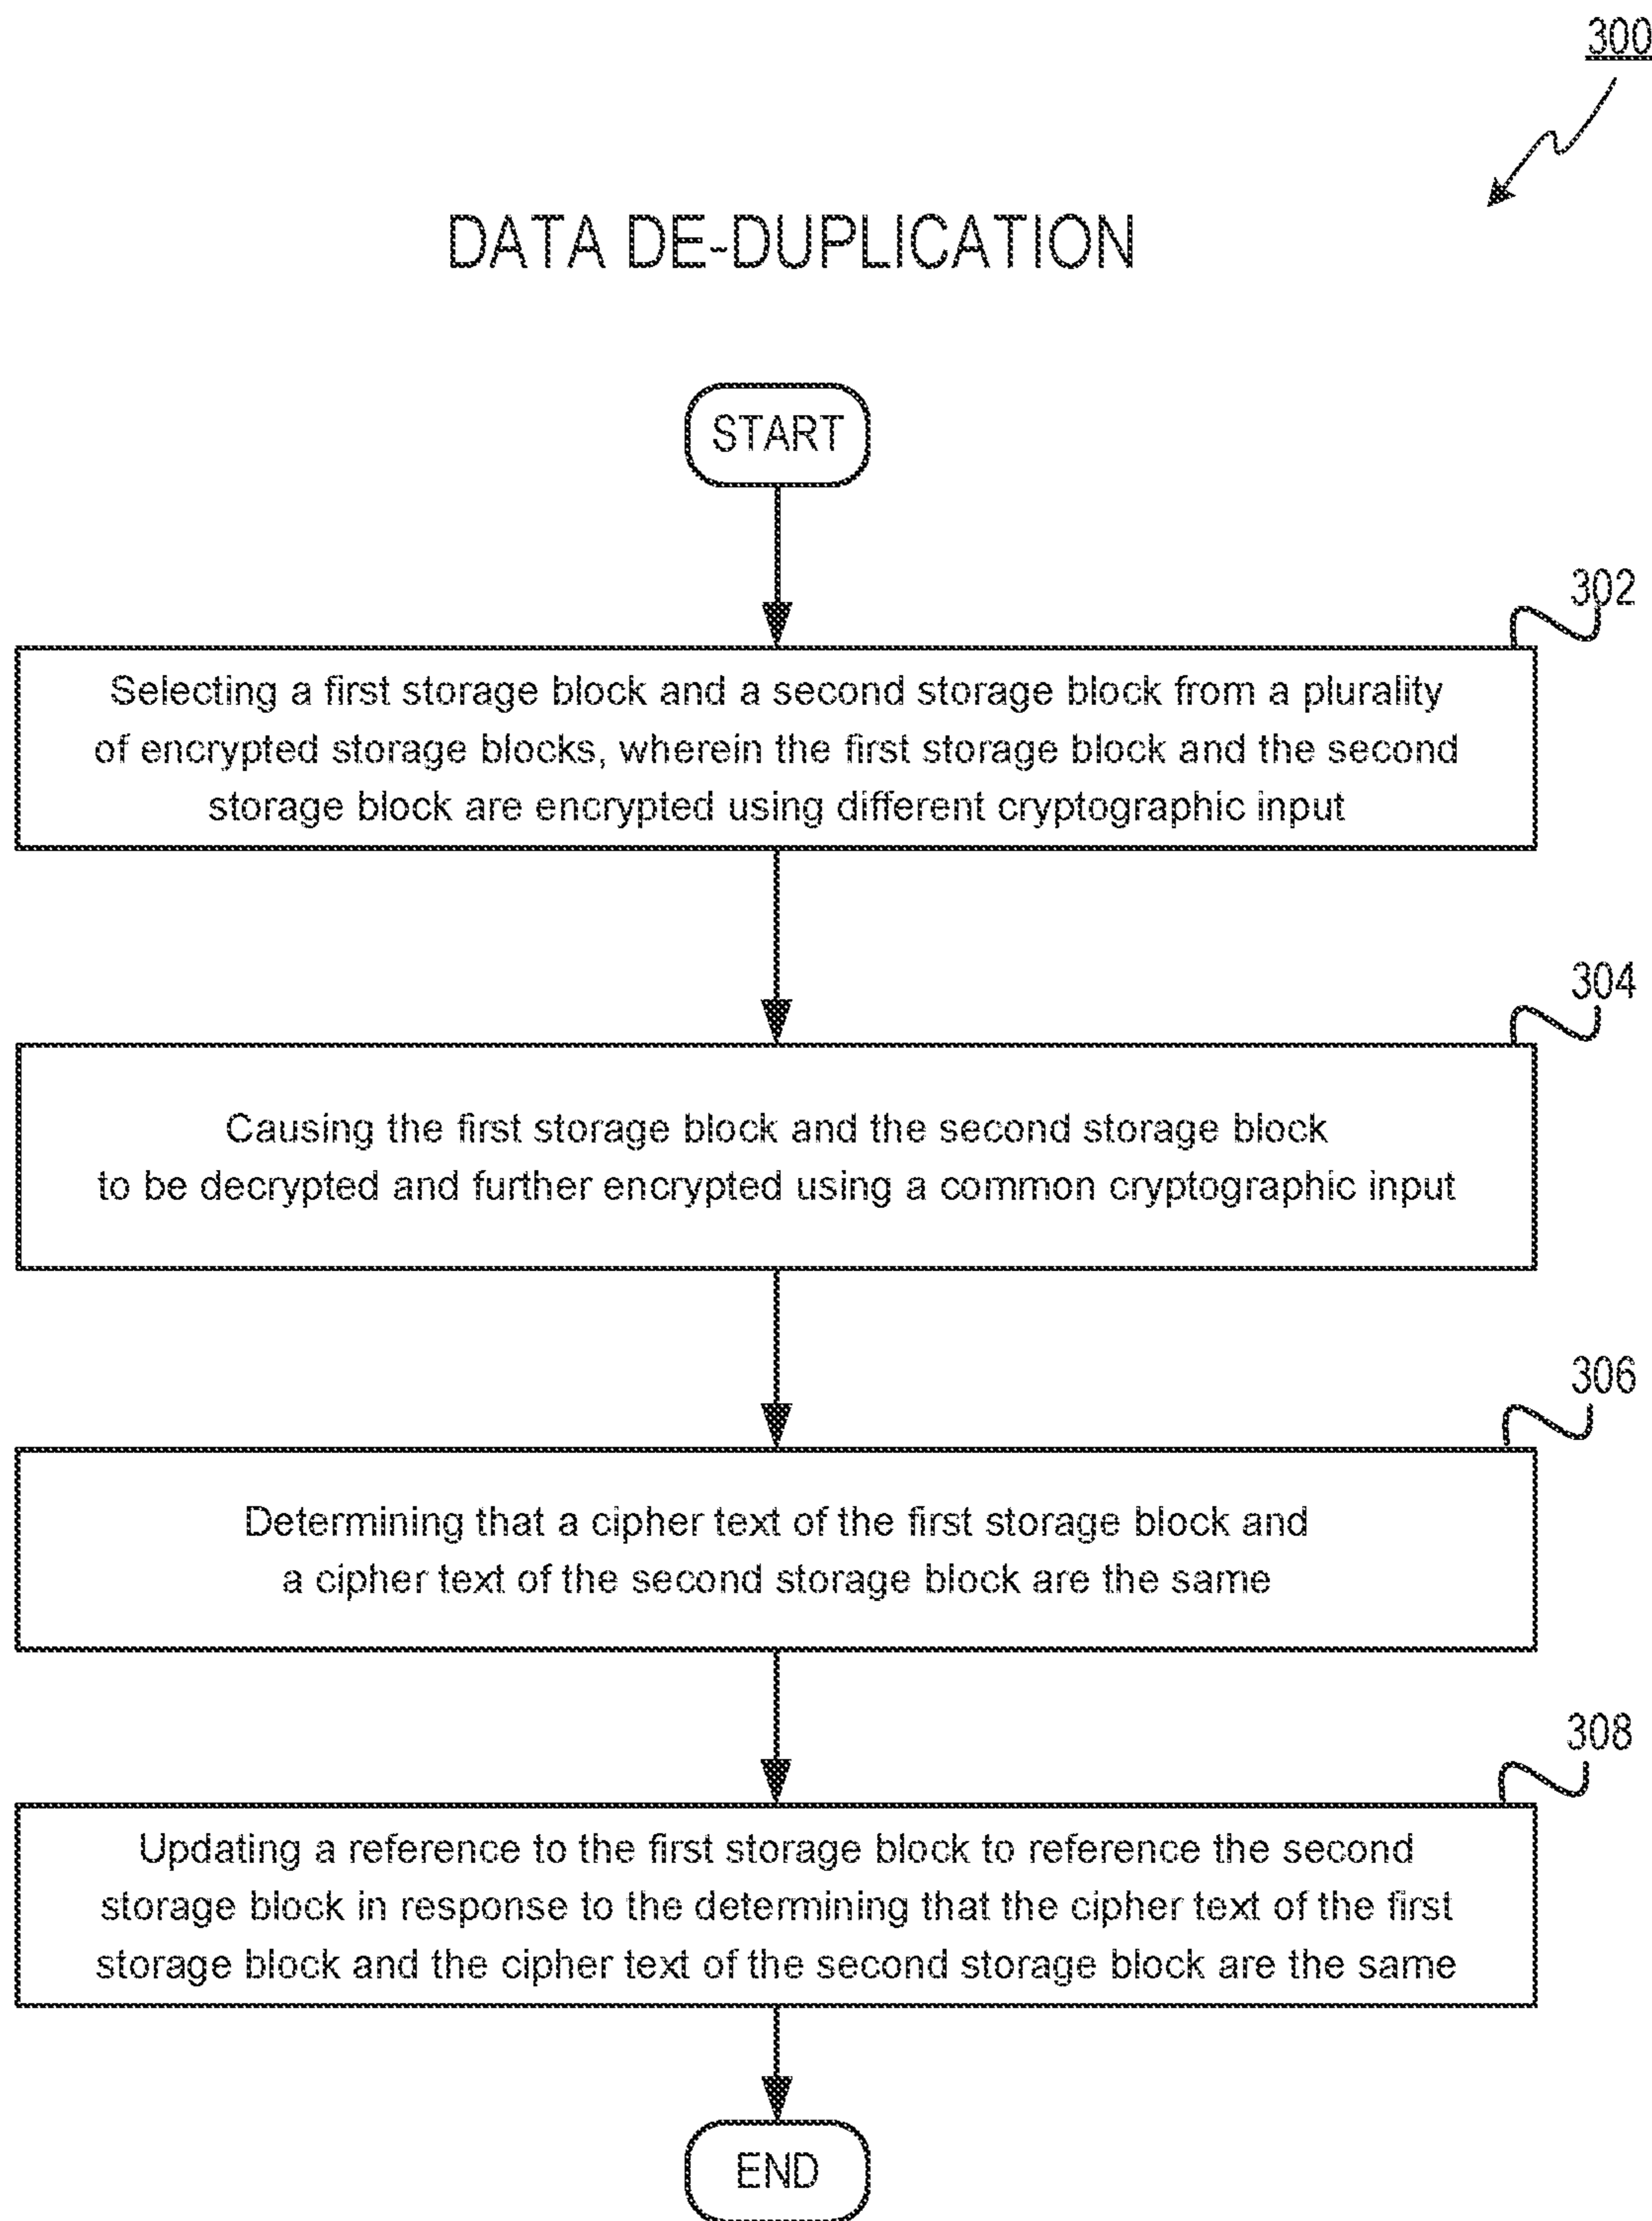 300
DATA DE-DUPLICATION
START
302
Selecting a first storage block and a second storage block from a plurality
of encrypted storage blocks, wherein the first storage block and the second
storage block are encrypted using different cryptographic input
304
Causing the first storage block and the second storage block
to be decrypted and further encrypted using a common cryptographic input
306
Determining that a cipher text of the first storage block and
a cipher text of the second storage block are the same
308
Updating a reference to the first storage block to reference the second
storage block in response to the determining that the cipher text of the first
storage block and the cipher text of the second storage block are the same
END